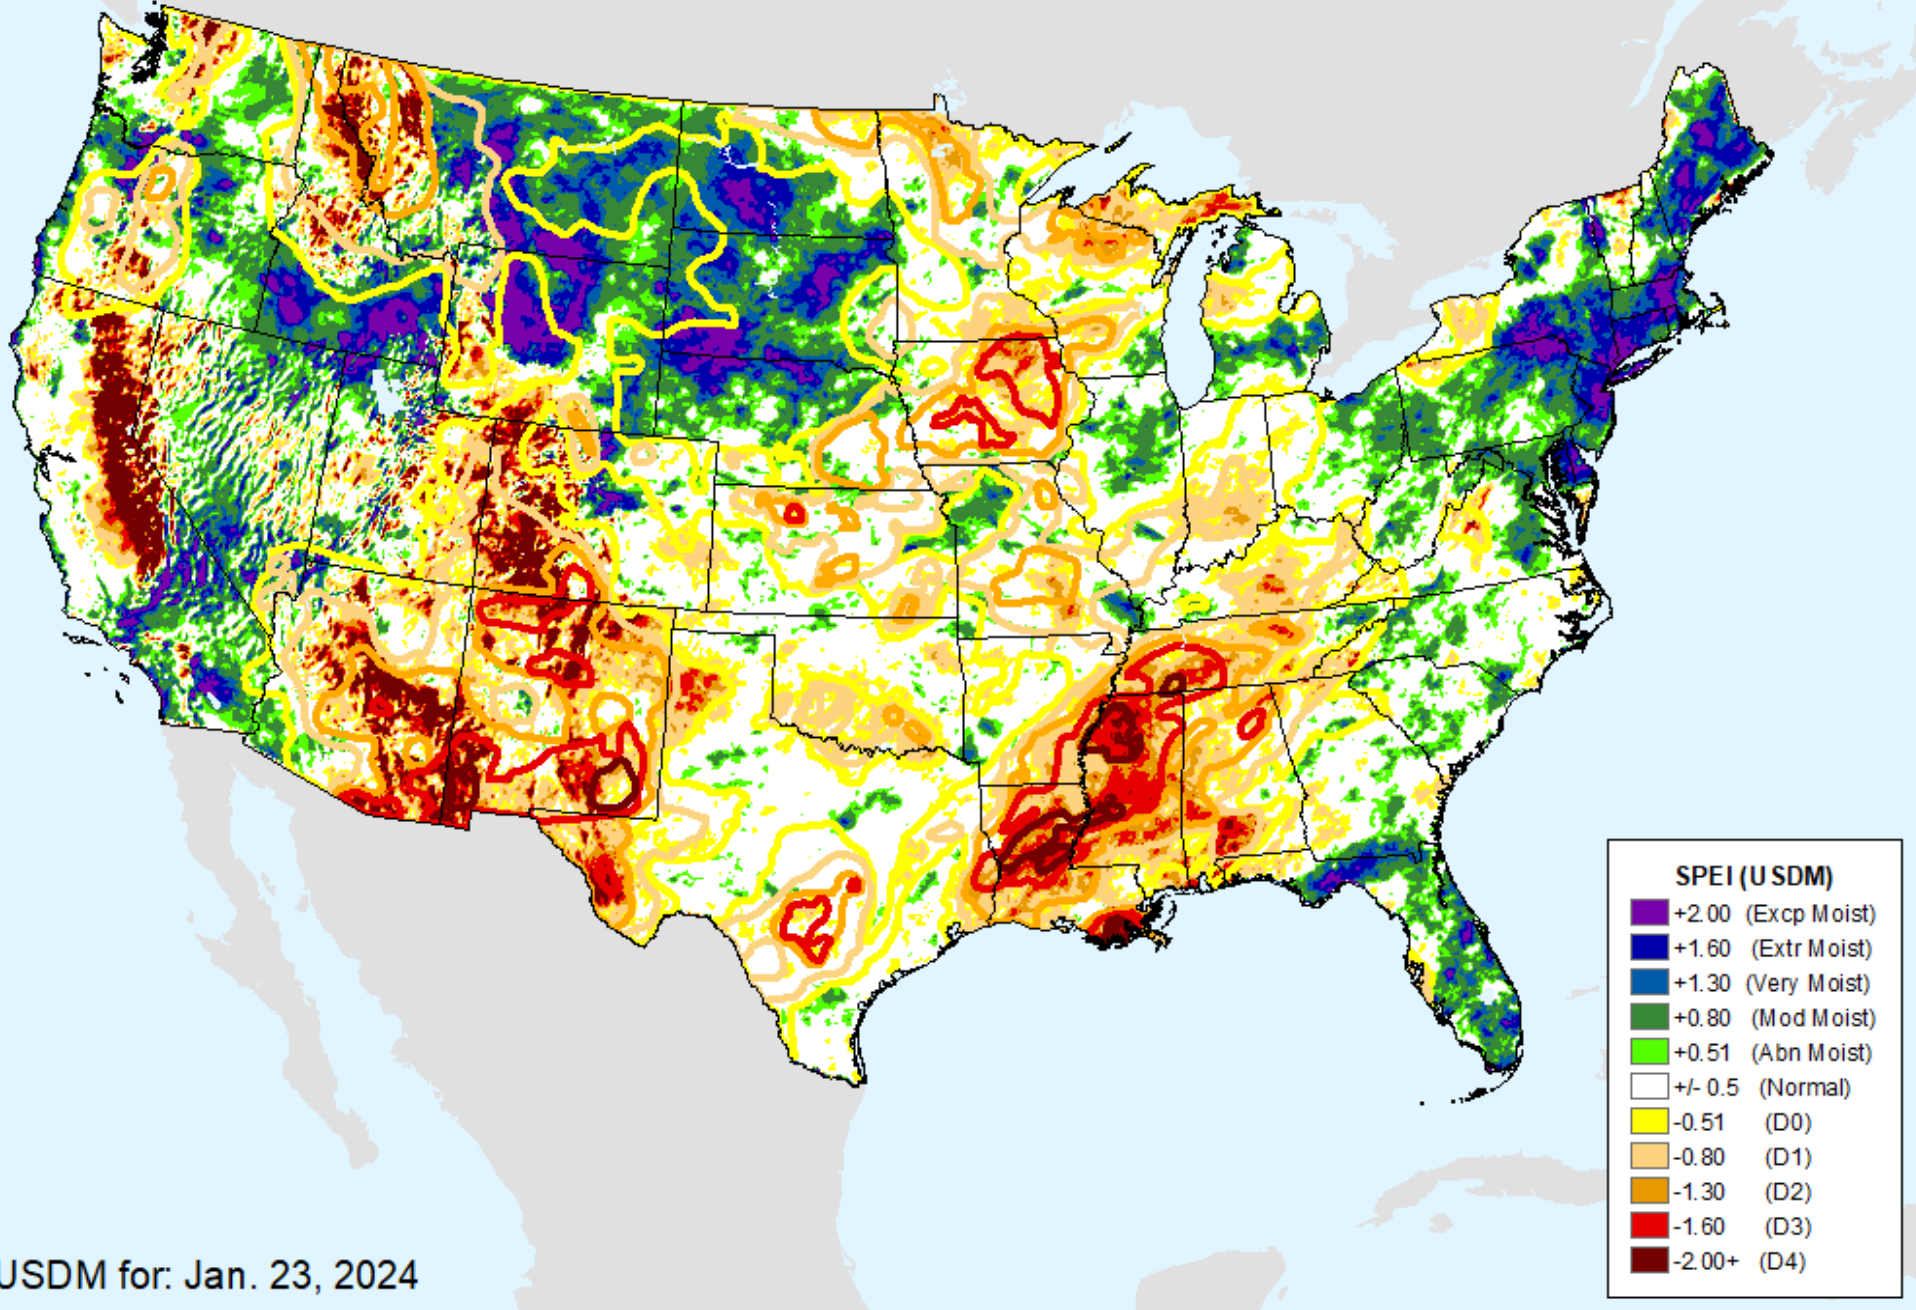 SPEI (USDM)
+2.00 (Excp Moist)
+1.60 (Extr Moist)
+1.30 (Very Moist)
+0.80 (Mod Moist)
+0.51 (Abn Moist)
+/- 0.5 (Normal)
-0.51 (D0)
-0.80 (D1)
-1.30 (D2)
-1.60 (D3)
-2.00+ (D4)
USDM for: Jan. 23, 2024